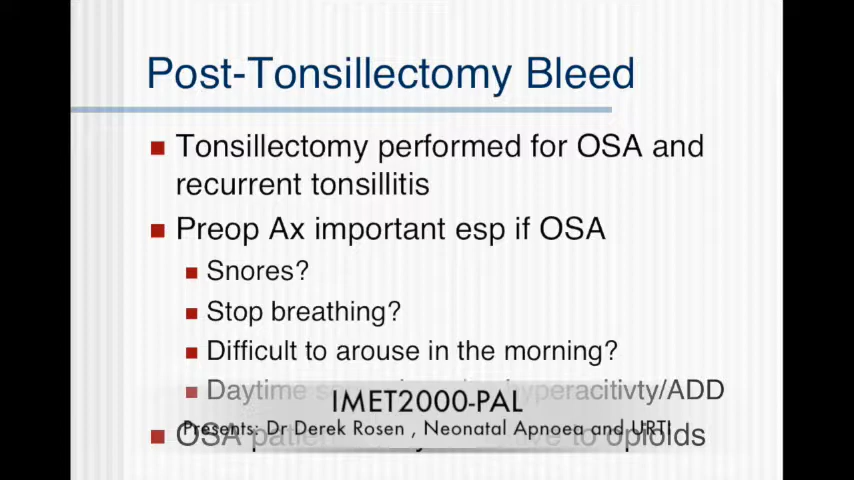 Post-Tonsillectomy Bleed
Tonsillectomy performed for OSA and
recurrent tonsillitis
Preop Ax important esp if OSA
Snores?
Stop breathing?
Difficult to arouse in the morning?
Daytime hyperacitivty/ADD
IMET2000-PAL
Presents: Dr Derek Rosen , Neonatal Apnoea and URTI
OSA to opioids